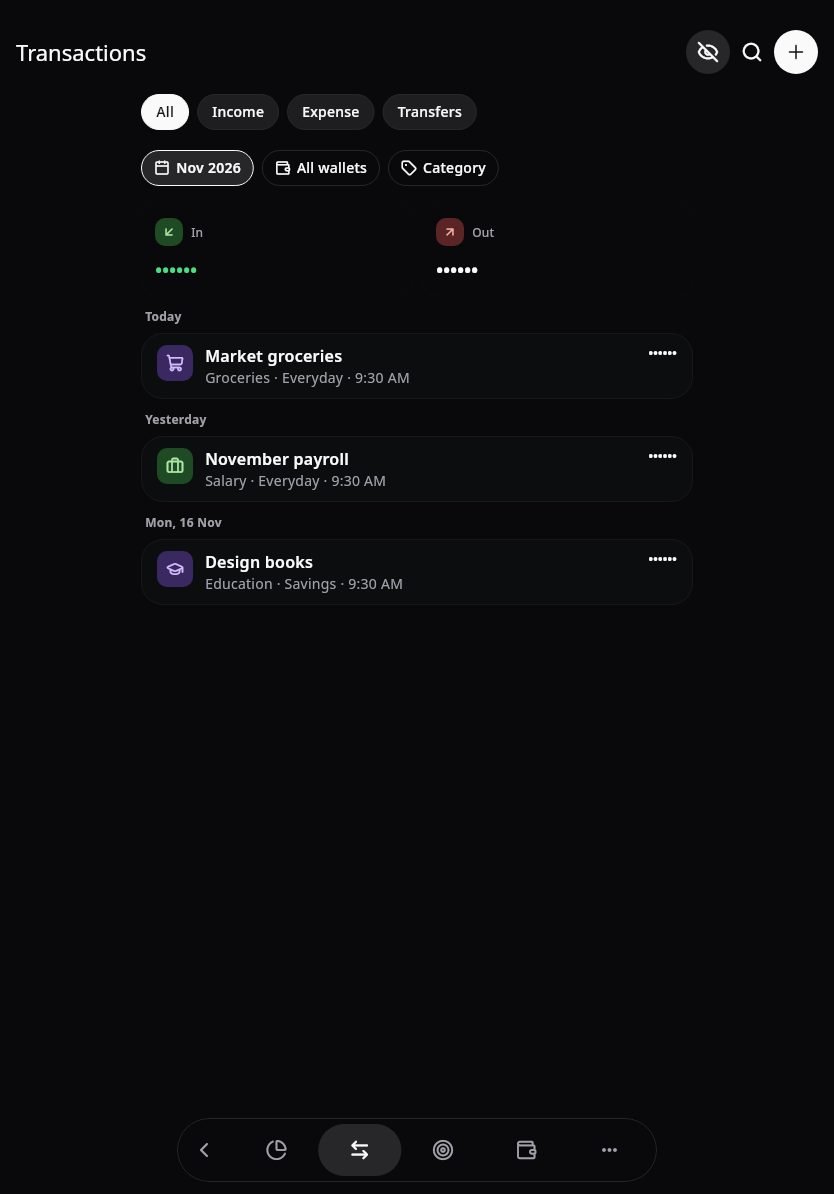 Transactions
All Income Expense Transfers
Nov 2026 All wallets Category
In Out
•••••• ••••••
Today
Market groceries ••••••
Groceries · Everyday · 9:30 AM
Yesterday
November payroll ••••••
Salary · Everyday · 9:30 AM
Mon, 16 Nov
Design books ••••••
Education · Savings · 9:30 AM